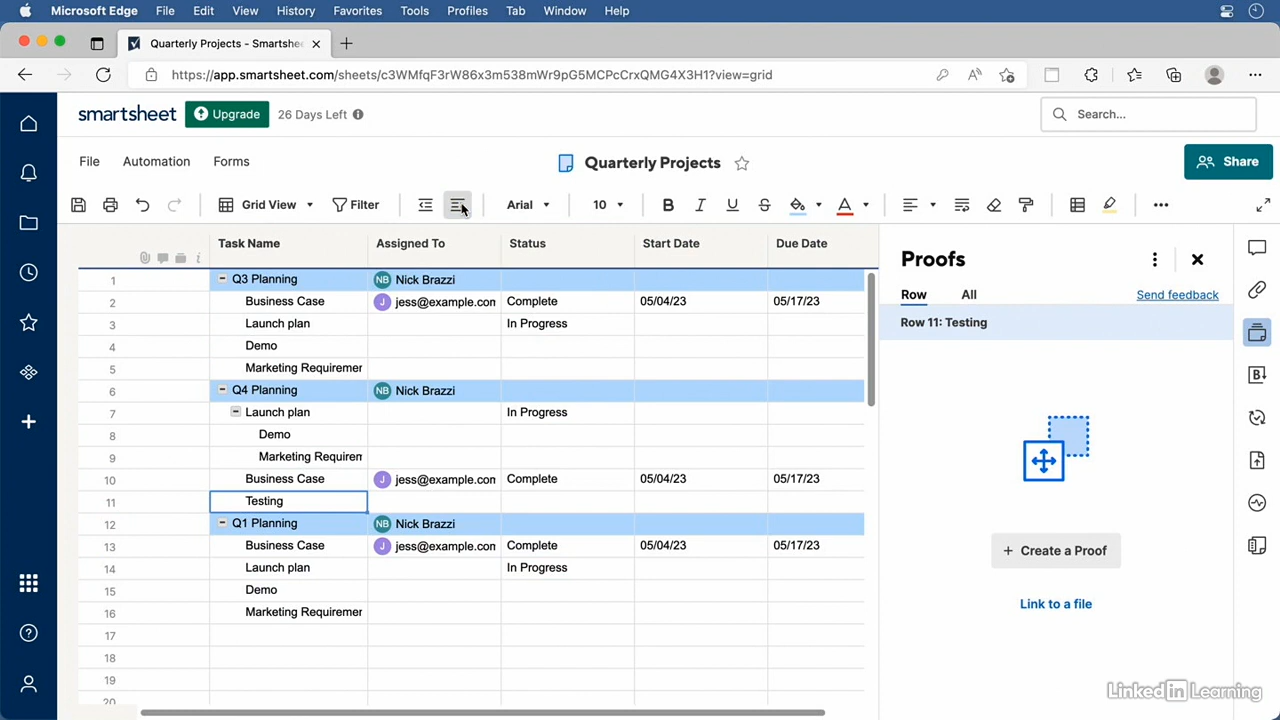 Microsoft Edge File Edit View History Favorites Tools Profiles Tab Window Help
Quarterly Projects - Smartshe
https://app.smartsheet.com/sheets/c3WMfqF3rW86x3m538mWr9pG5MCPcCrxQMG4X3H1?view=grid
smartsheet Upgrade 26 Days Left Search...
File Automation Forms Quarterly Projects Share
Grid View Filter Arial 10 B I U S A
Task Name Assigned To Status Start Date Due Date
1 Q3 Planning NB Nick Brazzi
2 Business Case J jess@example.con Complete 05/04/23 05/17/23
3 Launch plan In Progress
4 Demo
5 Marketing Requiremer
6 Q4 Planning NB Nick Brazzi
7 Launch plan In Progress
8 Demo
9 Marketing Requirem
10 Business Case J jess@example.con Complete 05/04/23 05/17/23
11 Testing
12 Q1 Planning NB Nick Brazzi
13 Business Case J jess@example.con Complete 05/04/23 05/17/23
14 Launch plan In Progress
15 Demo
16 Marketing Requiremer
17
18
19
20
Proofs
Row All Send feedback
Row 11: Testing
+ Create a Proof
Link to a file
LinkedIn Learning